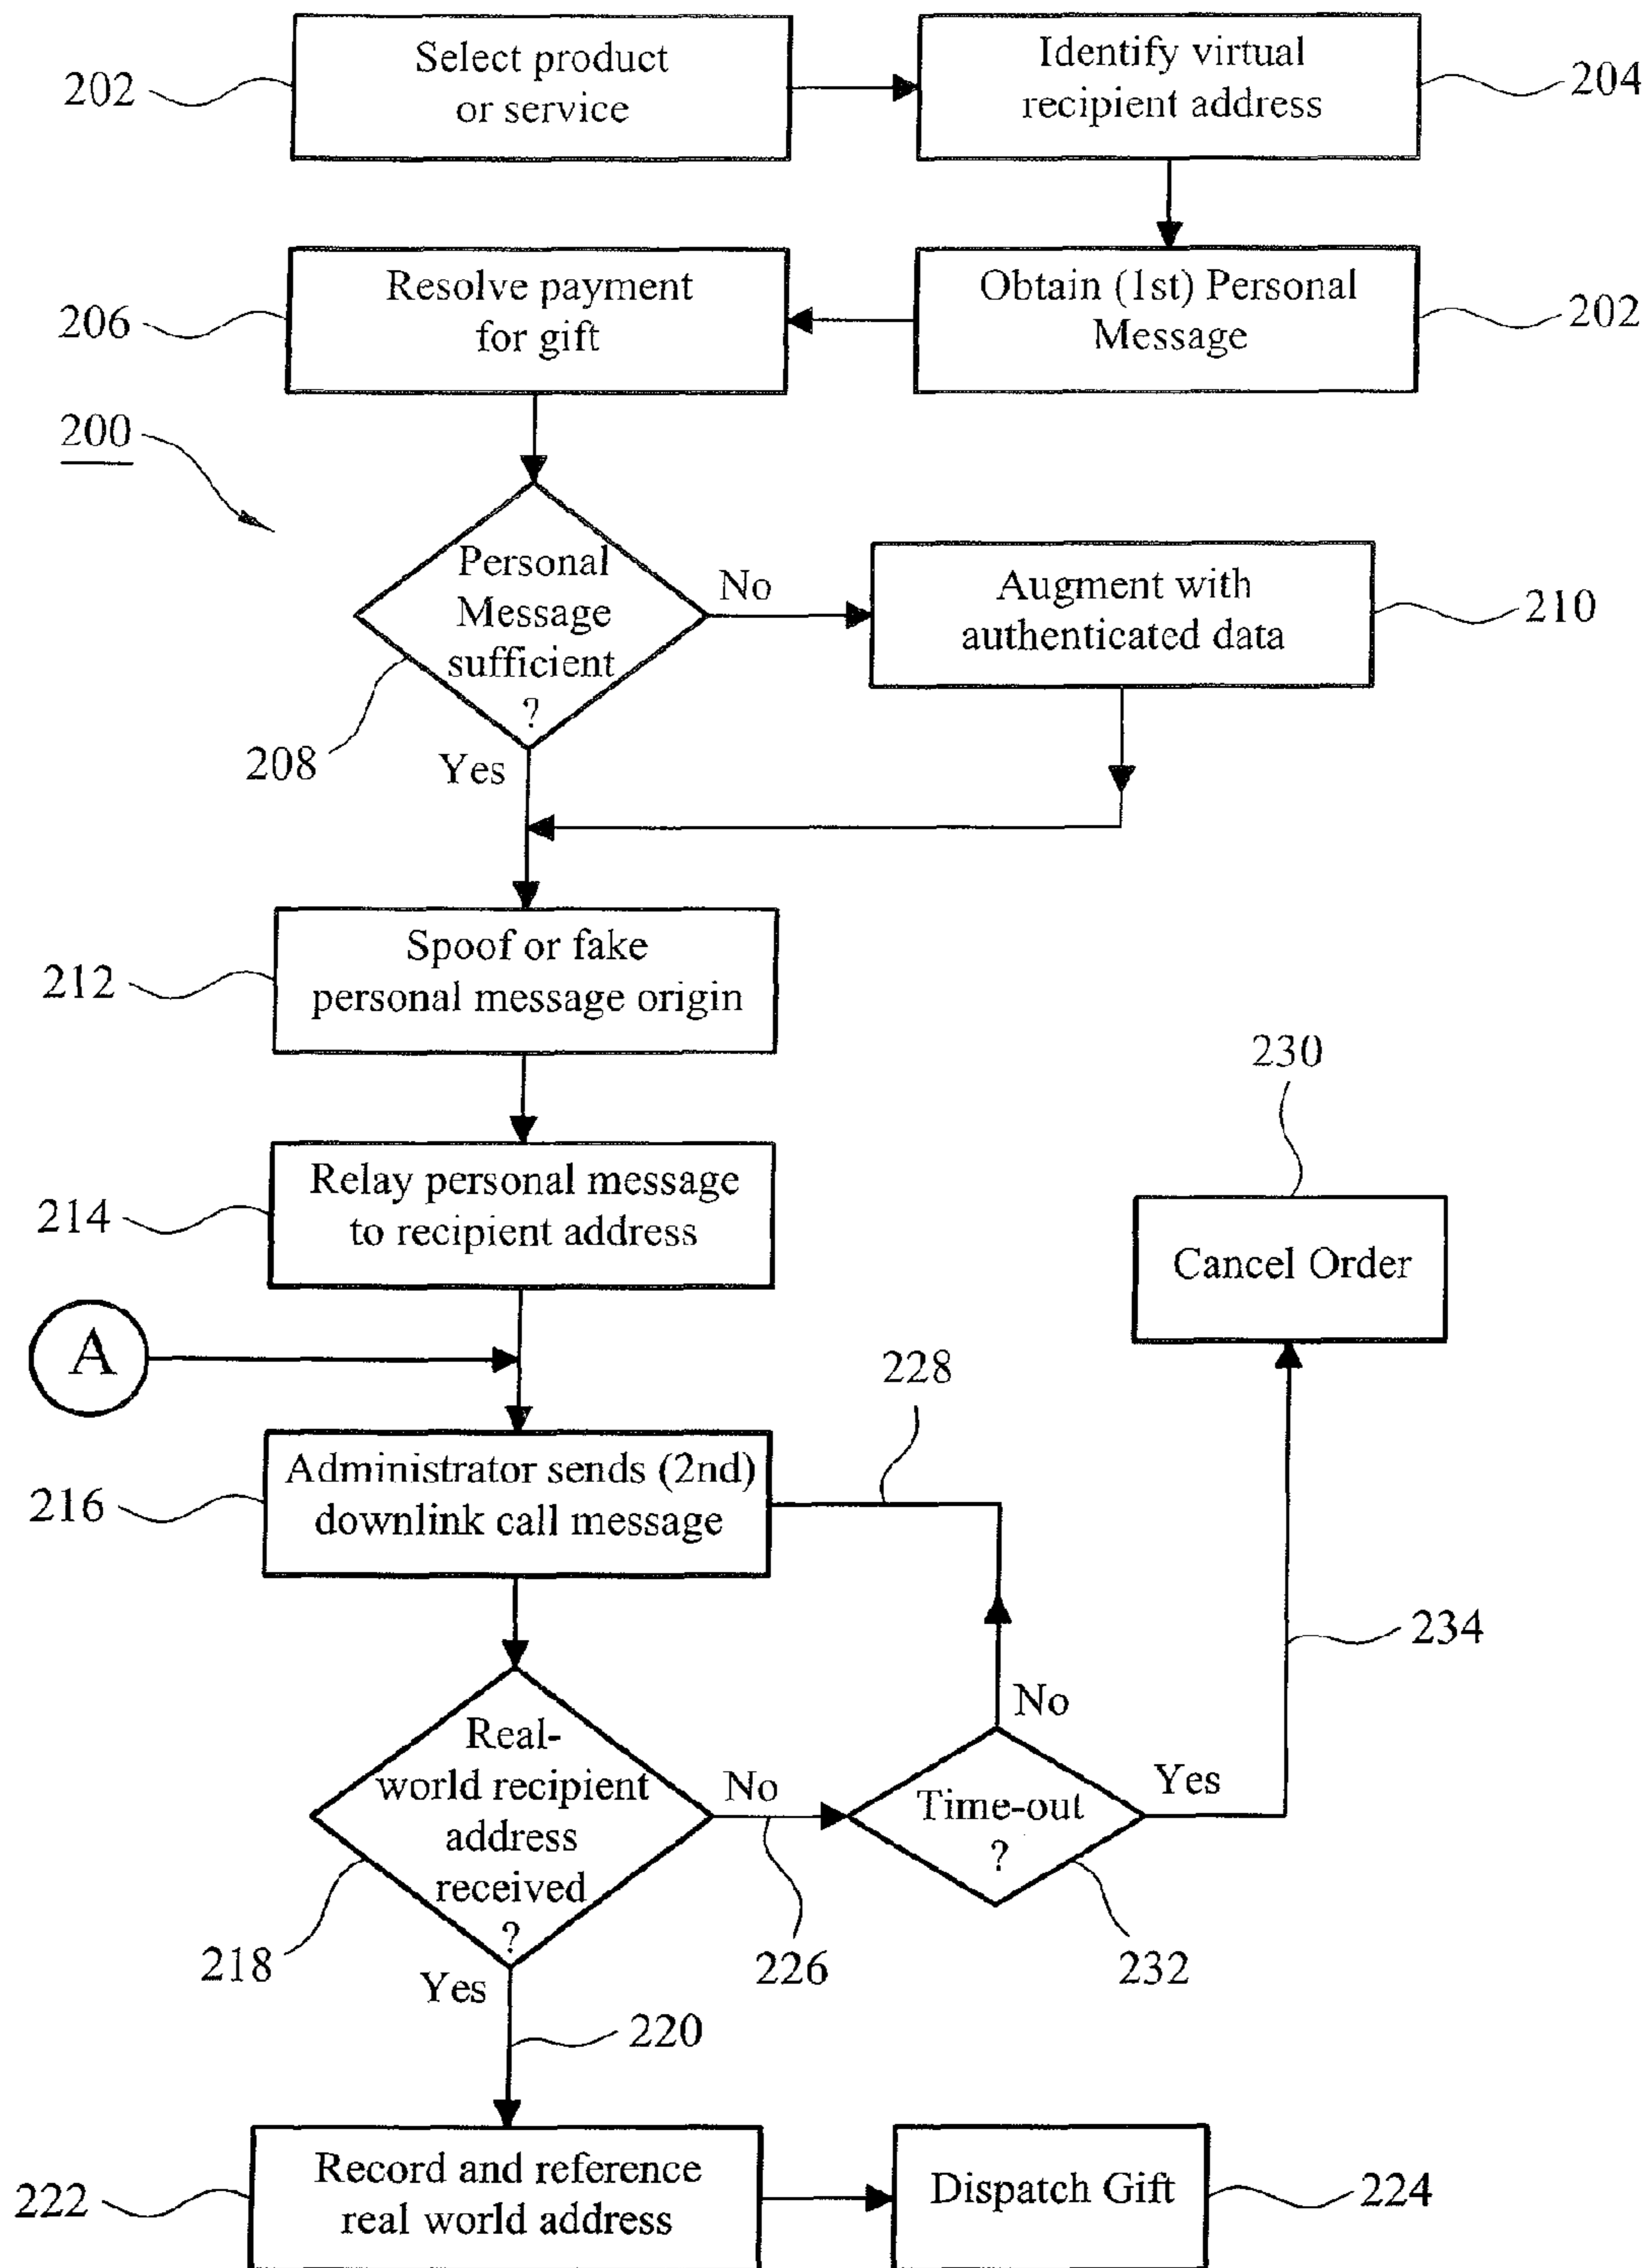 Select product
or service
202
Identify virtual
recipient address
204
Resolve payment
for gift
206
Obtain (1st) Personal
Message
202
200
Personal
Message
sufficient
?
208
No
Yes
Augment with
authenticated data
210
Spoof or fake
personal message origin
212
Relay personal message
to recipient address
214
230
Cancel Order
A
228
Administrator sends (2nd)
downlink call message
216
234
Real-
world recipient
address
received
?
218
No
226
Time-out
?
232
No
Yes
Yes
220
Record and reference
real world address
222
Dispatch Gift
224